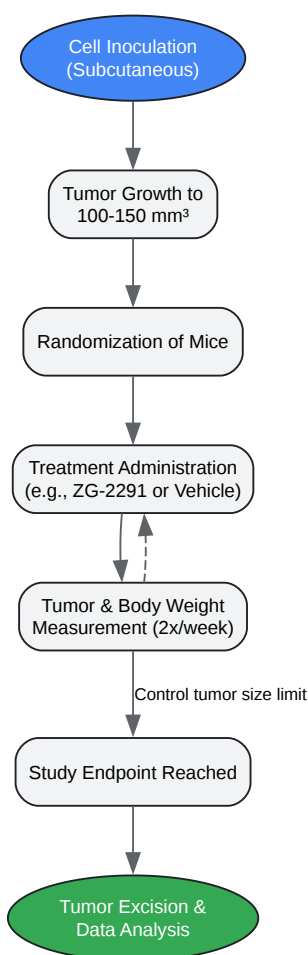 Cell Inoculation
(Subcutaneous)
Tumor Growth to
100-150 mm³
Randomization of Mice
Treatment Administration
(e.g., ZG-2291 or Vehicle)
Tumor & Body Weight
Measurement (2x/week)
Control tumor size limit
Study Endpoint Reached
Tumor Excision &
Data Analysis